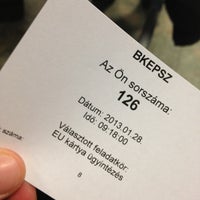 BKEPSZ
Az Ön sorszáma:
126
Dátum: 2013.01.28.
Idő: 09:18.00
Választott feladatkör:
EU kártya ügyintézés
8
száma: